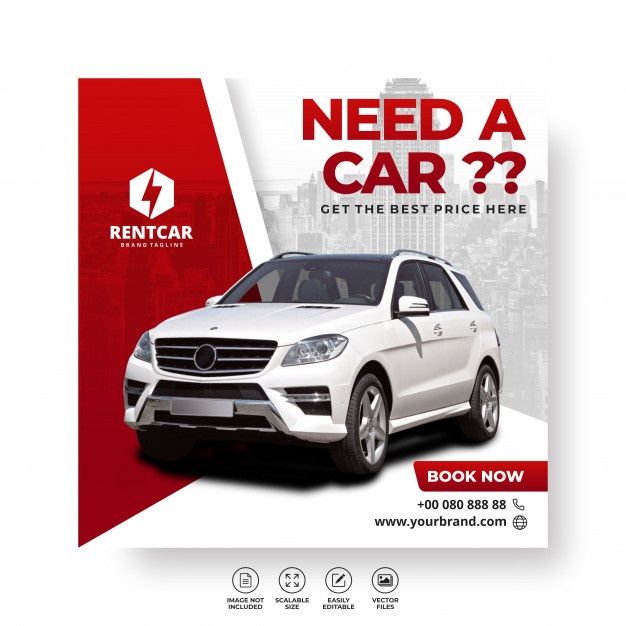 NEED A
CAR ??
GET THE BEST PRICE HERE
RENTCAR
BRAND TAGLINE
BOOK NOW
+00 080 888 88
www.yourbrand.com
IMAGE NOT
INCLUDED
SCALABLE
SIZE
EASILY
EDITABLE
VECTOR
FILES